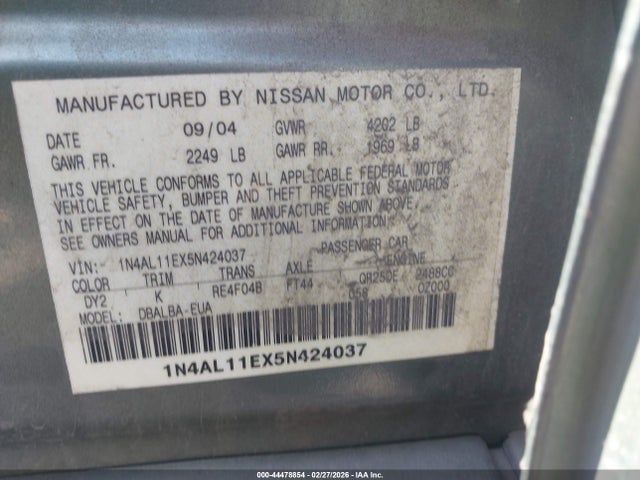 MANUFACTURED BY NISSAN MOTOR CO., LTD.
DATE 09/04 GVWR 4202 LB
GAWR FR. 2249 LB GAWR RR. 1969 LB
THIS VEHICLE CONFORMS TO ALL APPLICABLE FEDERAL MOTOR
VEHICLE SAFETY, BUMPER AND THEFT PREVENTION STANDARDS
IN EFFECT ON THE DATE OF MANUFACTURE SHOWN ABOVE.
SEE OWNERS MANUAL FOR ADDITIONAL INFORMATION.
VIN: 1N4AL11EX5N424037 PASSENGER CAR
COLOR TRIM TRANS AXLE ENGINE
DY2 K RE4F04B FT44 QR25DE 2488CC
MODEL: DBALBA-EUA 058 OZ000
1N4AL11EX5N424037
000-44478854 | 02/27/2026 - IAA Inc.